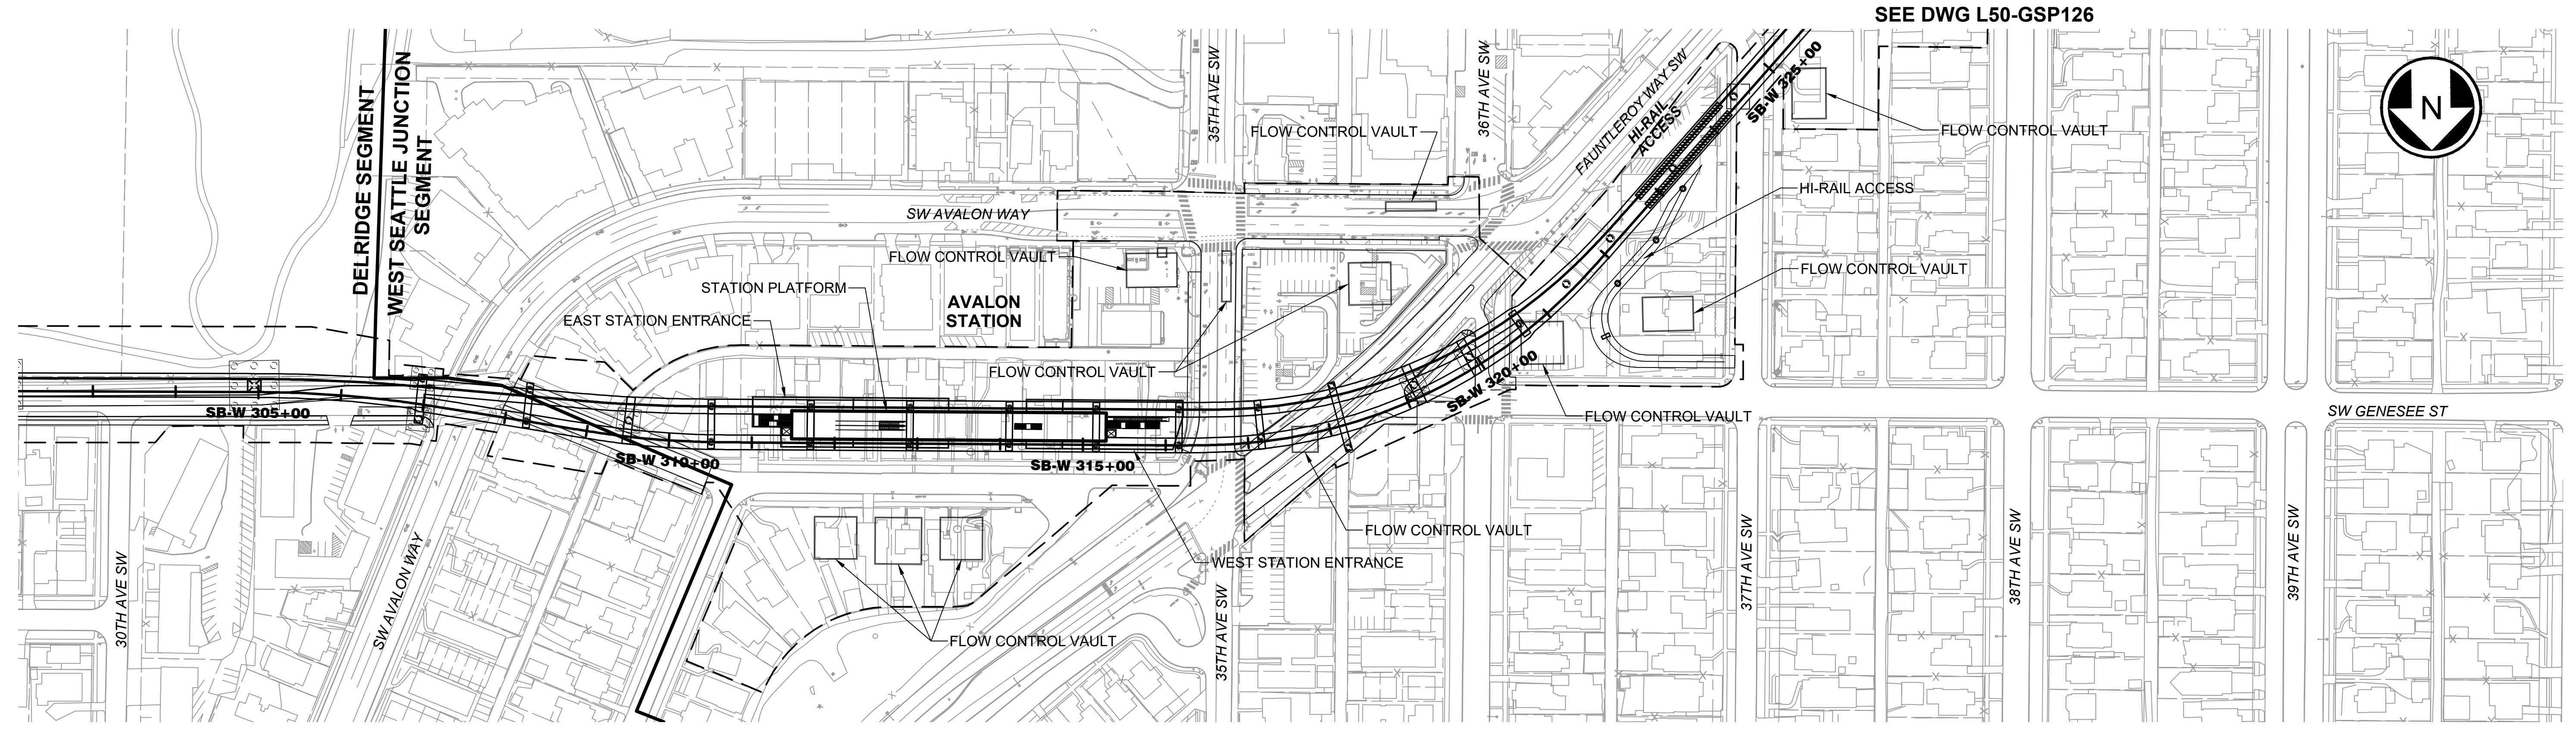 SEE DWG L50-GSP126
DELRIDGE SEGMENT
WEST SEATTLE JUNCTION
SEGMENT
35TH AVE SW
36TH AVE SW
FAUNTLEROY WAY SW
HI-RAIL
ACCESS
SB-W 325+00
N
FLOW CONTROL VAULT
FLOW CONTROL VAULT
HI-RAIL ACCESS
SW AVALON WAY
FLOW CONTROL VAULT
FLOW CONTROL VAULT
STATION PLATFORM
AVALON
STATION
EAST STATION ENTRANCE
FLOW CONTROL VAULT
SB-W 320+00
SB-W 305+00
FLOW CONTROL VAULT
SW GENESEE ST
SB-W 310+00
SB-W 315+00
FLOW CONTROL VAULT
WEST STATION ENTRANCE
30TH AVE SW
SW AVALON WAY
35TH AVE SW
37TH AVE SW
38TH AVE SW
39TH AVE SW
FLOW CONTROL VAULT